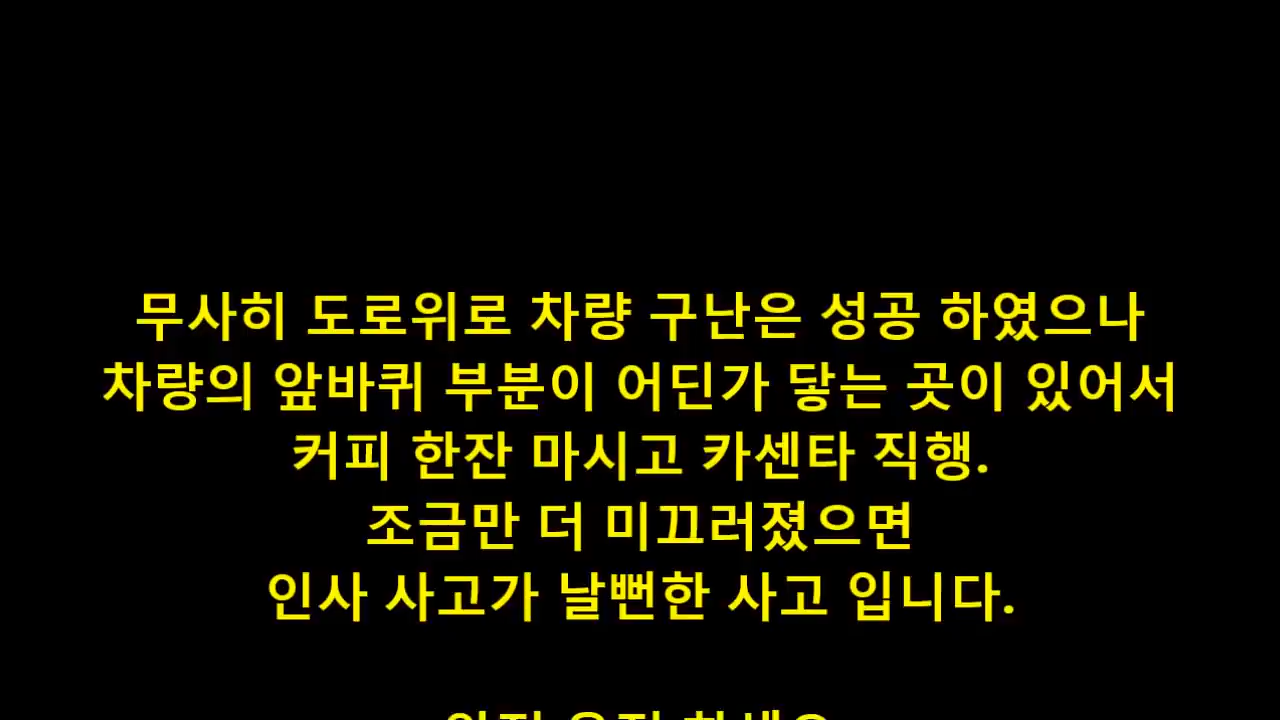 무사히 도로위로 차량 구난은 성공 하였으나
차량의 앞바퀴 부분이 어딘가 닿는 곳이 있어서
커피 한잔 마시고 카센타 직행.
조금만 더 미끄러졌으면
인사 사고가 날뻔한 사고 입니다.